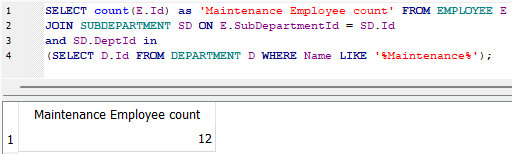 1 SELECT count(E.Id) as 'Maintenance Employee count' FROM EMPLOYEE E
2 JOIN SUBDEPARTMENT SD ON E.SubDepartmentId = SD.Id
3 and SD.DeptId in
4 (SELECT D.Id FROM DEPARTMENT D WHERE Name LIKE '%Maintenance%');
Maintenance Employee count
1 12